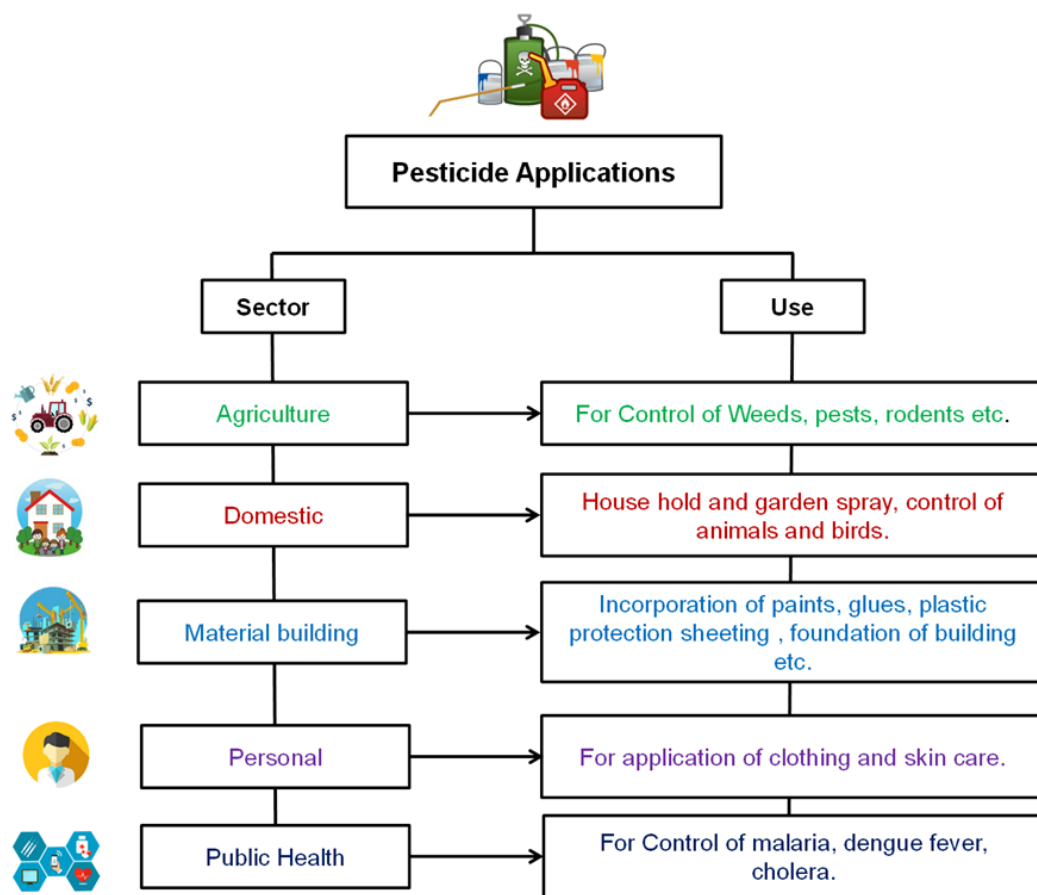 Pesticide Applications
Sector
Use
Agriculture
For Control of Weeds, pests, rodents etc.
Domestic
House hold and garden spray, control of
animals and birds.
Material building
Incorporation of paints, glues, plastic
protection sheeting , foundation of building
etc.
Personal
For application of clothing and skin care.
Public Health
For Control of malaria, dengue fever,
cholera.